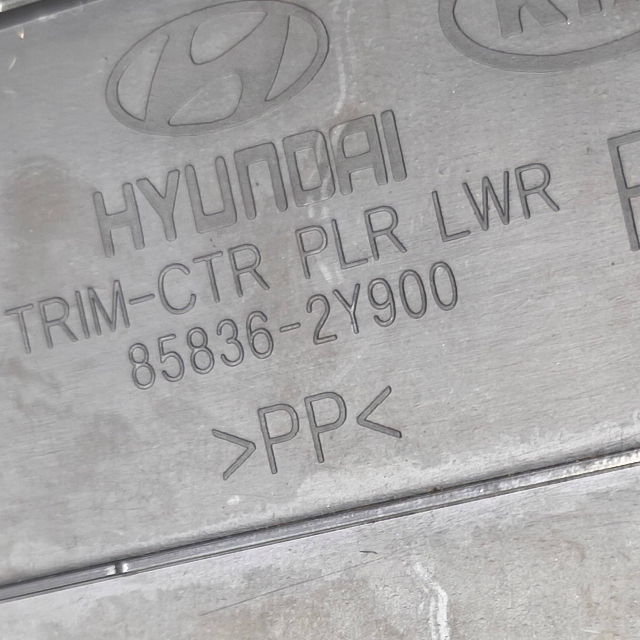 HYUNDAI
TRIM-CTR PLR LWR
85836-2Y900
>PP<